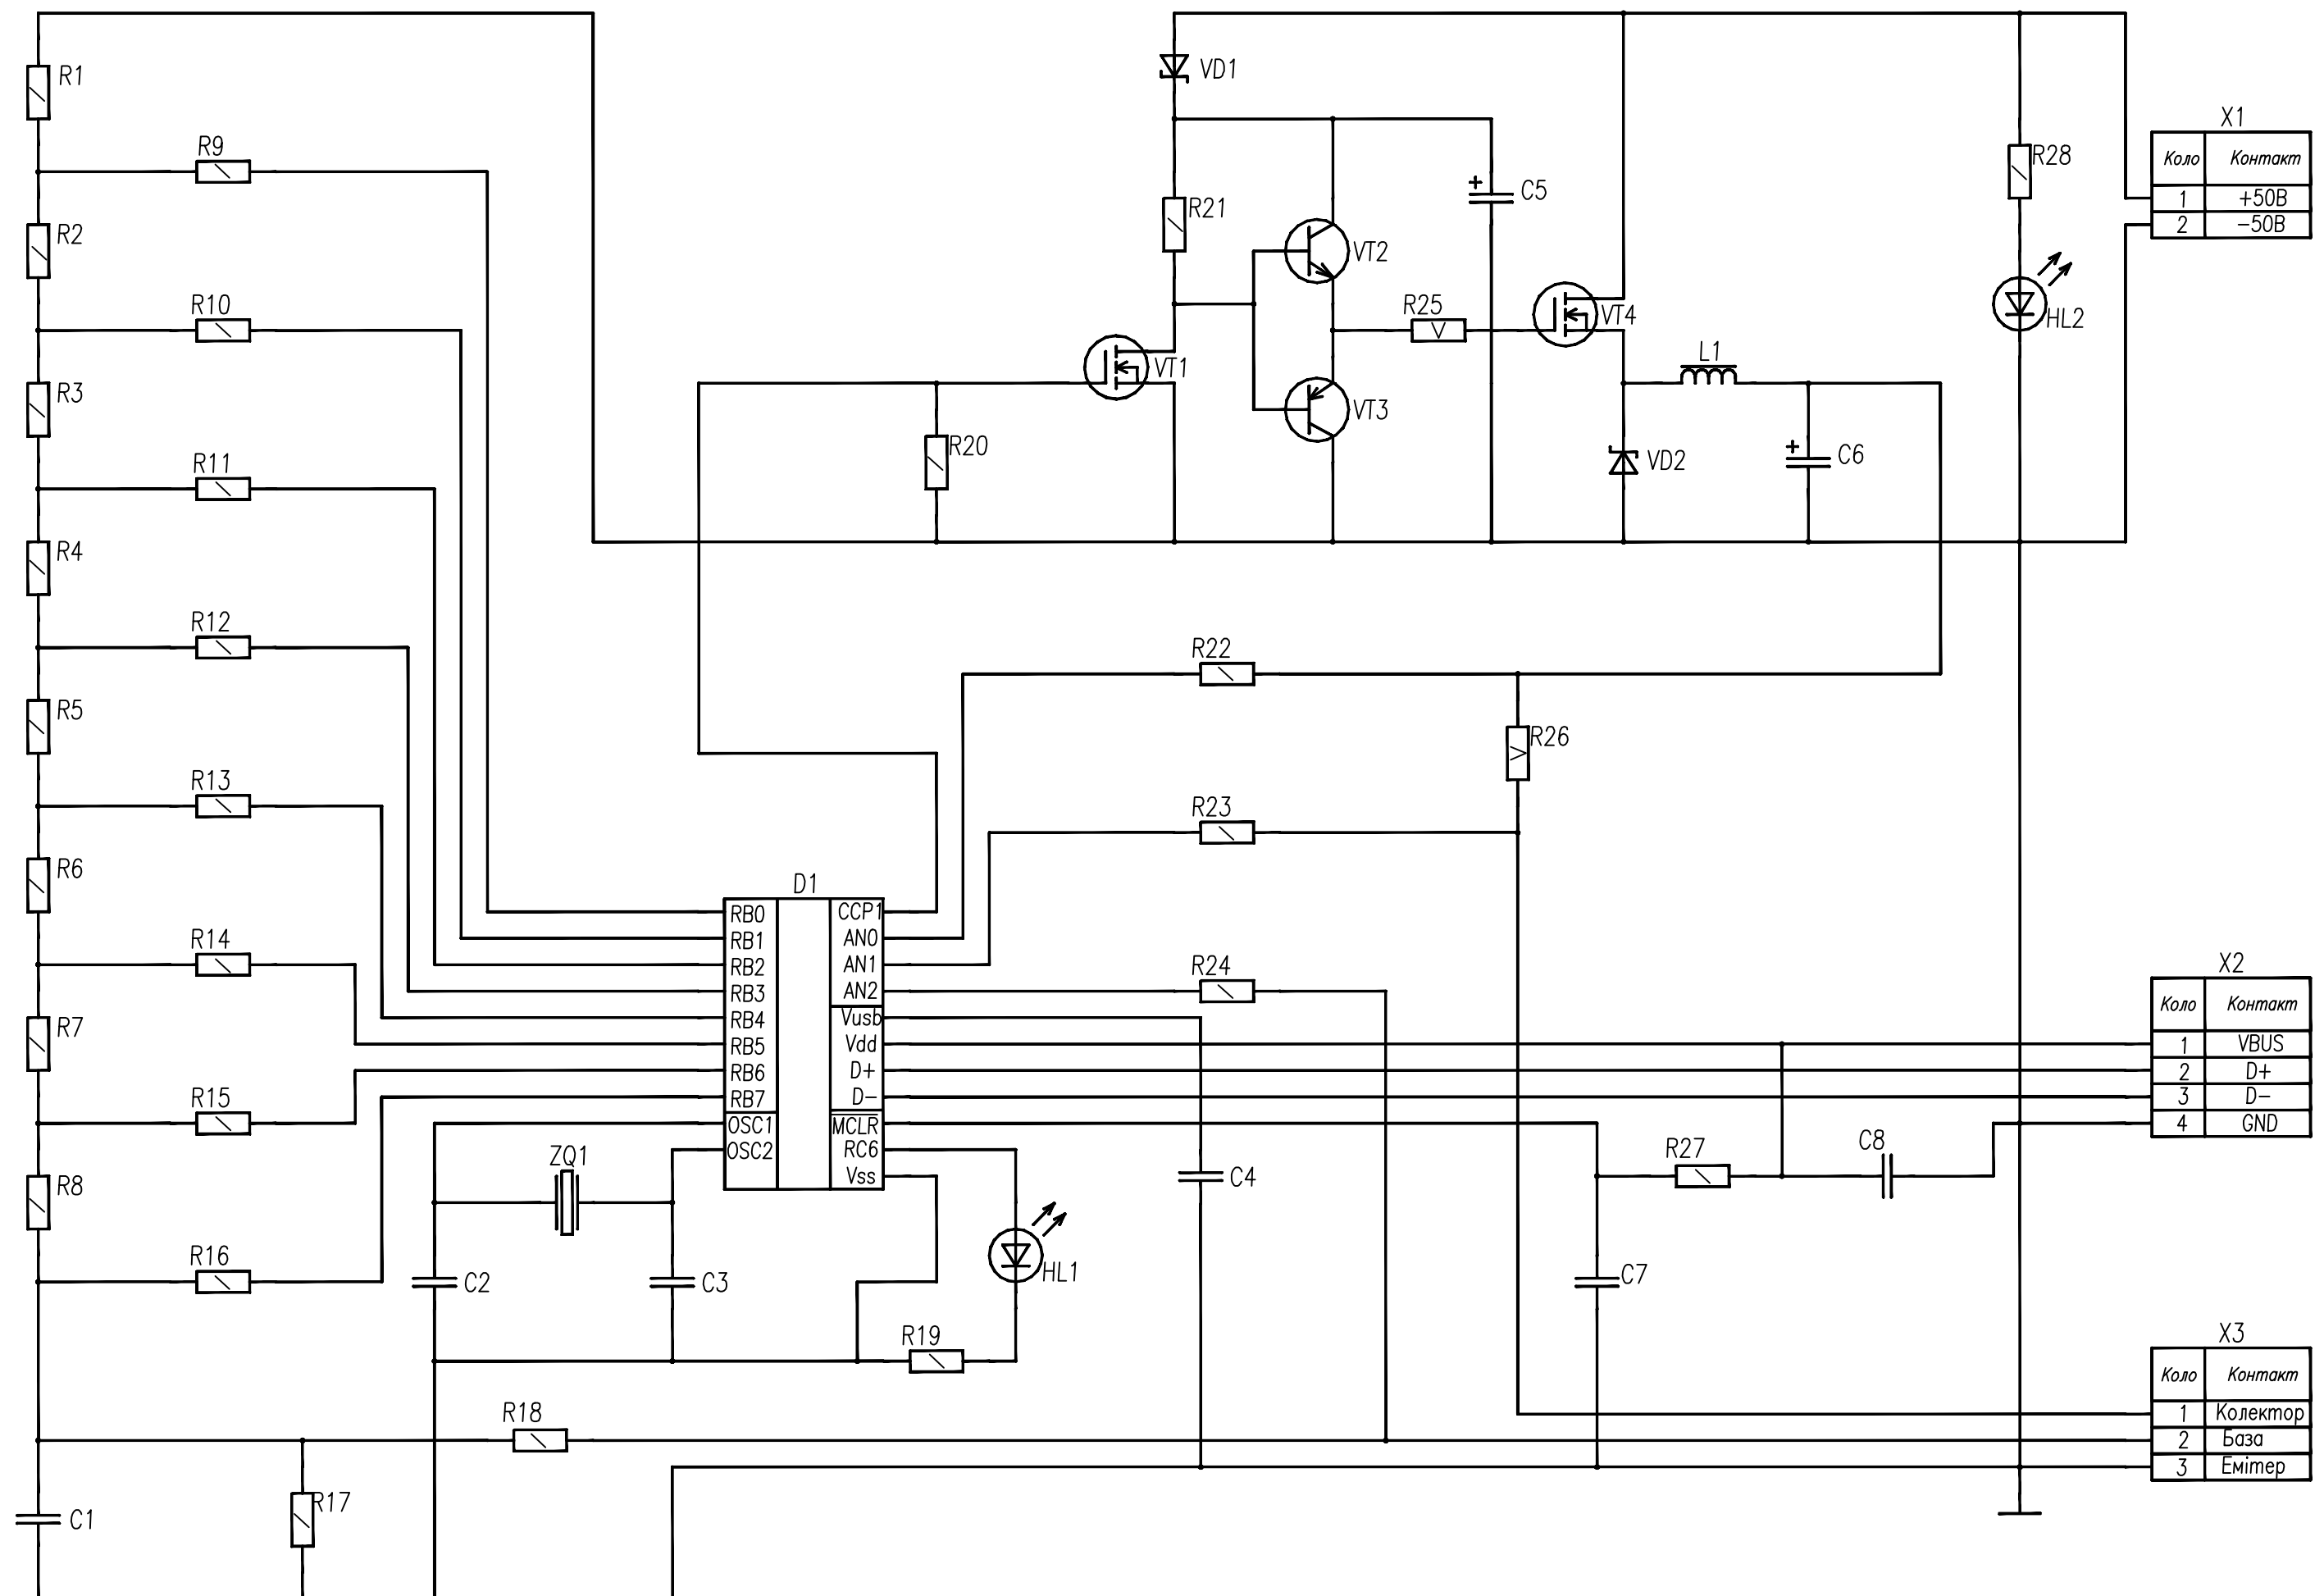 R1
VD1
X1
Коло Контакт
1 +50В
2 −50В
R9
R28
C5
R21
R2
VT2
R10
R25
VT4
HL2
L1
VT1
R3
VT3
R20
C6
VD2
R11
R4
R12
R22
R5
R26
R13
R23
R6
D1
RB0 CCP1
RB1 AN0
RB2 AN1
RB3 AN2
RB4 Vusb
RB5 Vdd
RB6 D+
RB7 D−
OSC1 MCLR
OSC2 RC6
Vss
R14
R24
X2
Коло Контакт
1 VBUS
2 D+
3 D−
4 GND
R7
R15
ZQ1
R27
C8
R8
C4
R16
C2
C3
HL1
C7
R19
X3
Коло Контакт
1 Колектор
2 База
3 Емітер
R18
R17
C1